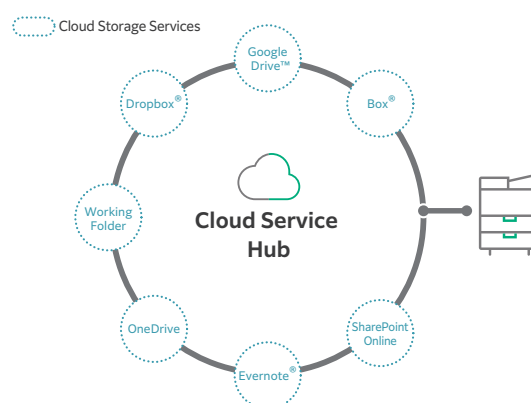 Cloud Storage Services
Google
Drive™
Dropbox®
Box®
Working
Folder
Cloud Service
Hub
OneDrive
SharePoint
Online
Evernote®